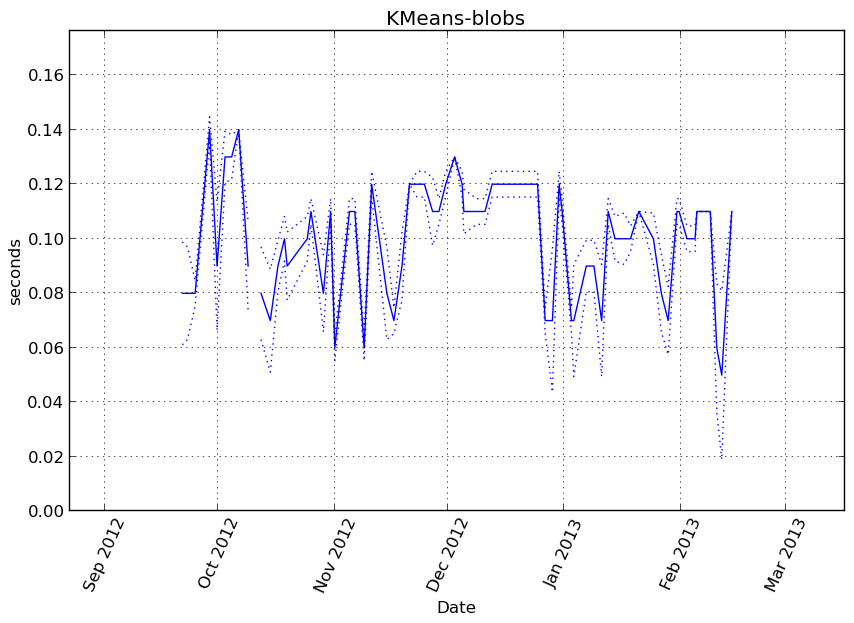 KMeans-blobs
0.16
0.14
0.12
0.10
0.08
0.06
0.04
0.02
0.00
seconds
Sep 2012
Oct 2012
Nov 2012
Dec 2012
Jan 2013
Feb 2013
Mar 2013
Date